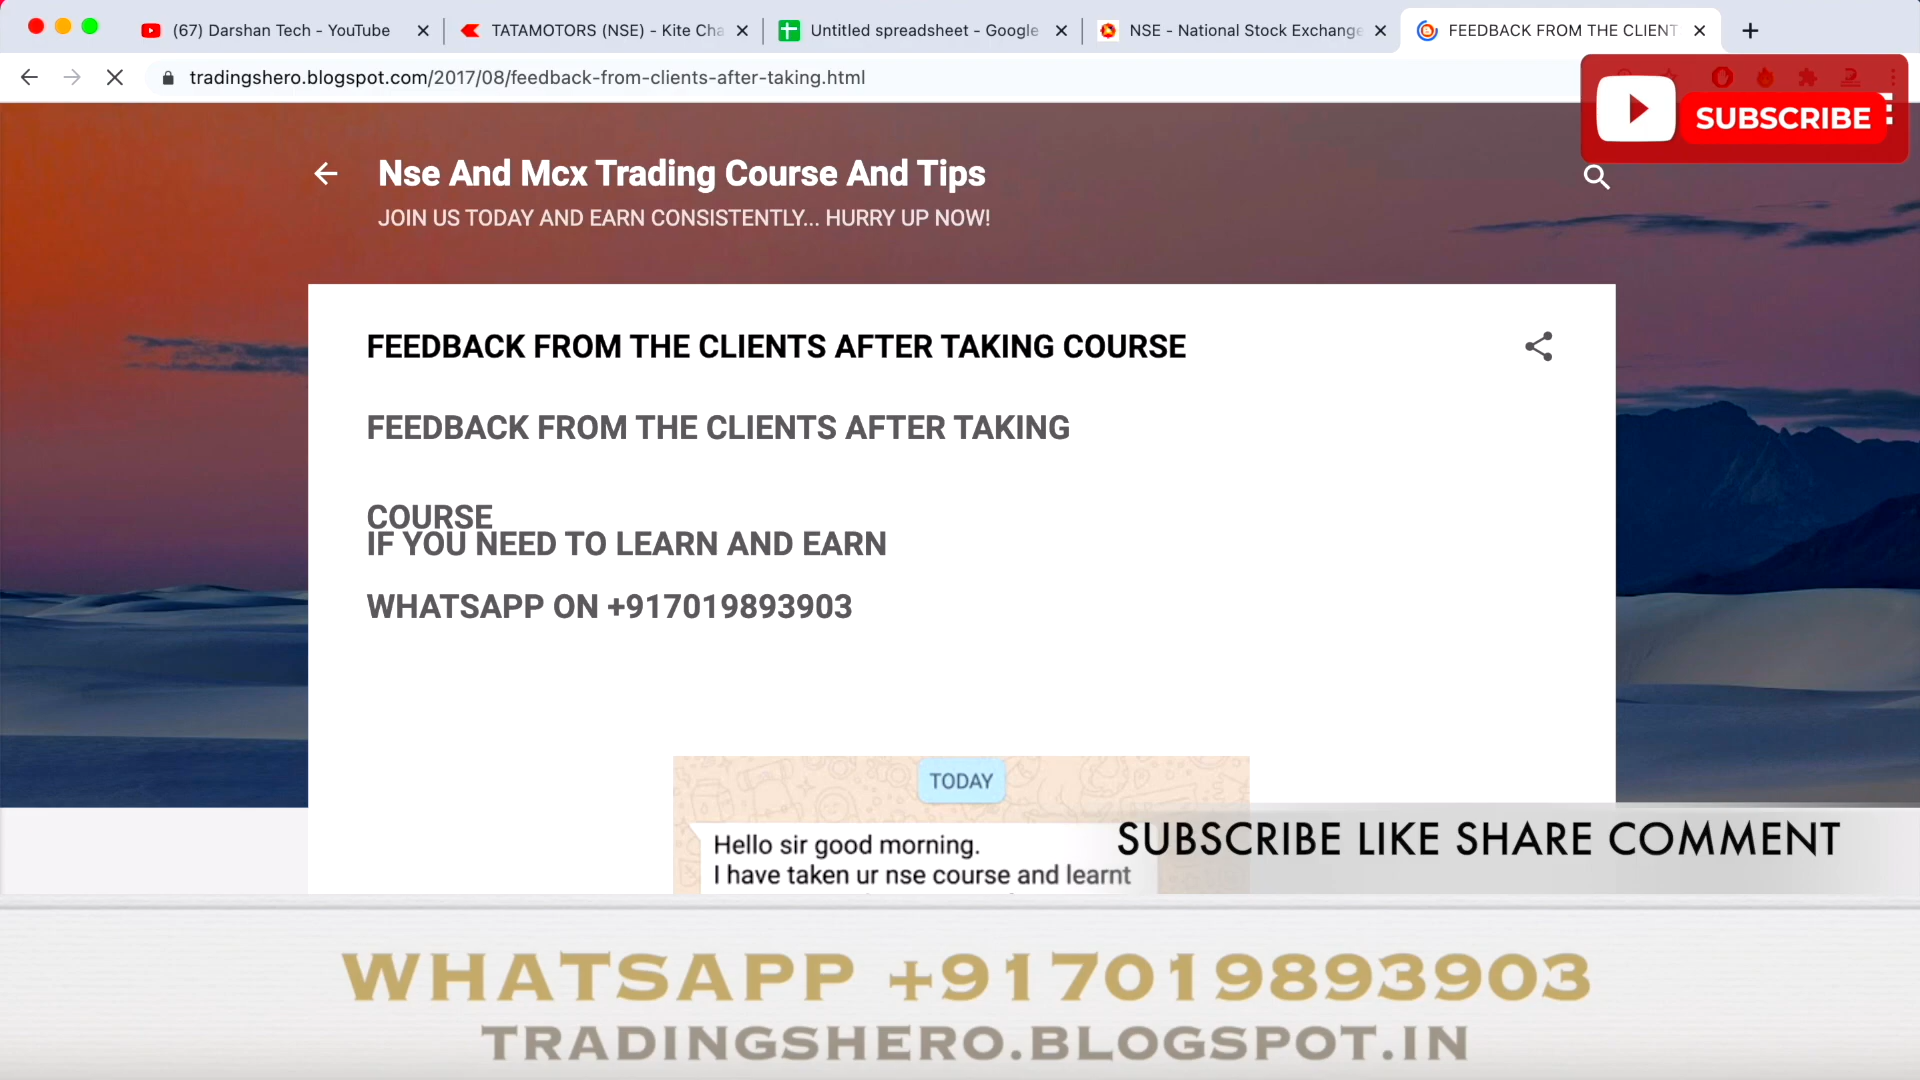 (67) Darshan Tech - YouTube
TATAMOTORS (NSE) - Kite Cha
Untitled spreadsheet - Google
NSE - National Stock Exchange
FEEDBACK FROM THE CLIENT
tradingshero.blogspot.com/2017/08/feedback-from-clients-after-taking.html
SUBSCRIBE
Nse And Mcx Trading Course And Tips
JOIN US TODAY AND EARN CONSISTENTLY... HURRY UP NOW!
FEEDBACK FROM THE CLIENTS AFTER TAKING COURSE
FEEDBACK FROM THE CLIENTS AFTER TAKING
COURSE
IF YOU NEED TO LEARN AND EARN
WHATSAPP ON +917019893903
TODAY
Hello sir good morning.
I have taken ur nse course and learnt
SUBSCRIBE LIKE SHARE COMMENT
WHATSAPP +917019893903
TRADINGSHERO.BLOGSPOT.IN